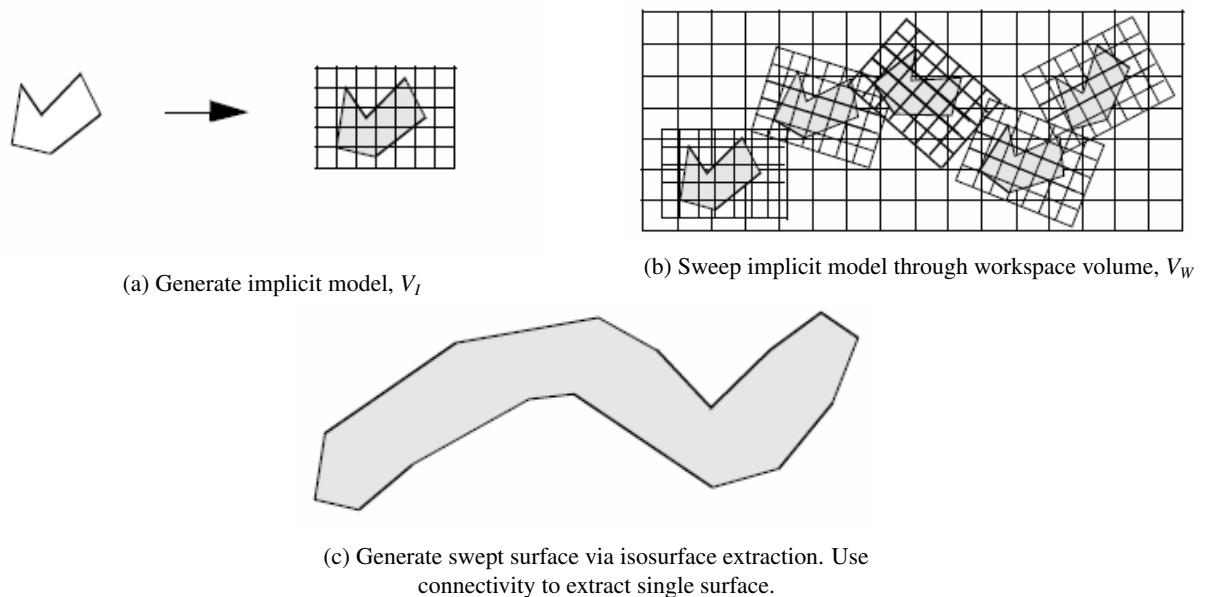 (a) Generate implicit model, V_I
(b) Sweep implicit model through workspace volume, V_W
(c) Generate swept surface via isosurface extraction. Use
connectivity to extract single surface.